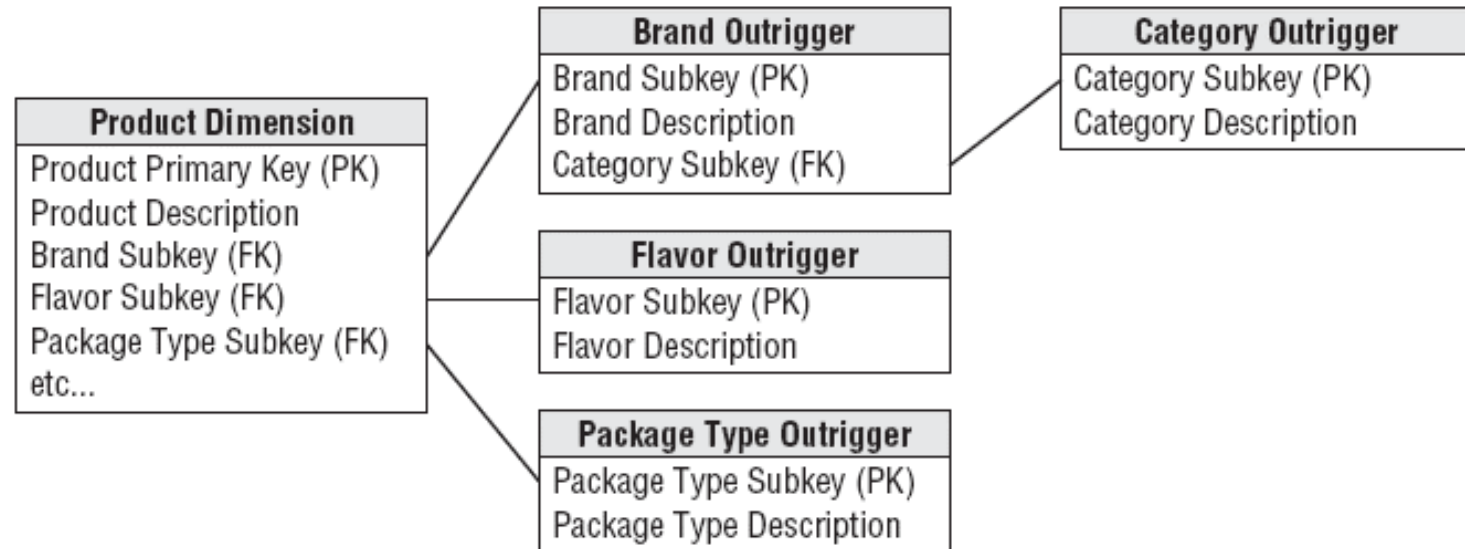 Product Dimension
Product Primary Key (PK)
Product Description
Brand Subkey (FK)
Flavor Subkey (FK)
Package Type Subkey (FK)
etc...
Brand Outrigger
Brand Subkey (PK)
Brand Description
Category Subkey (FK)
Flavor Outrigger
Flavor Subkey (PK)
Flavor Description
Package Type Outrigger
Package Type Subkey (PK)
Package Type Description
Category Outrigger
Category Subkey (PK)
Category Description